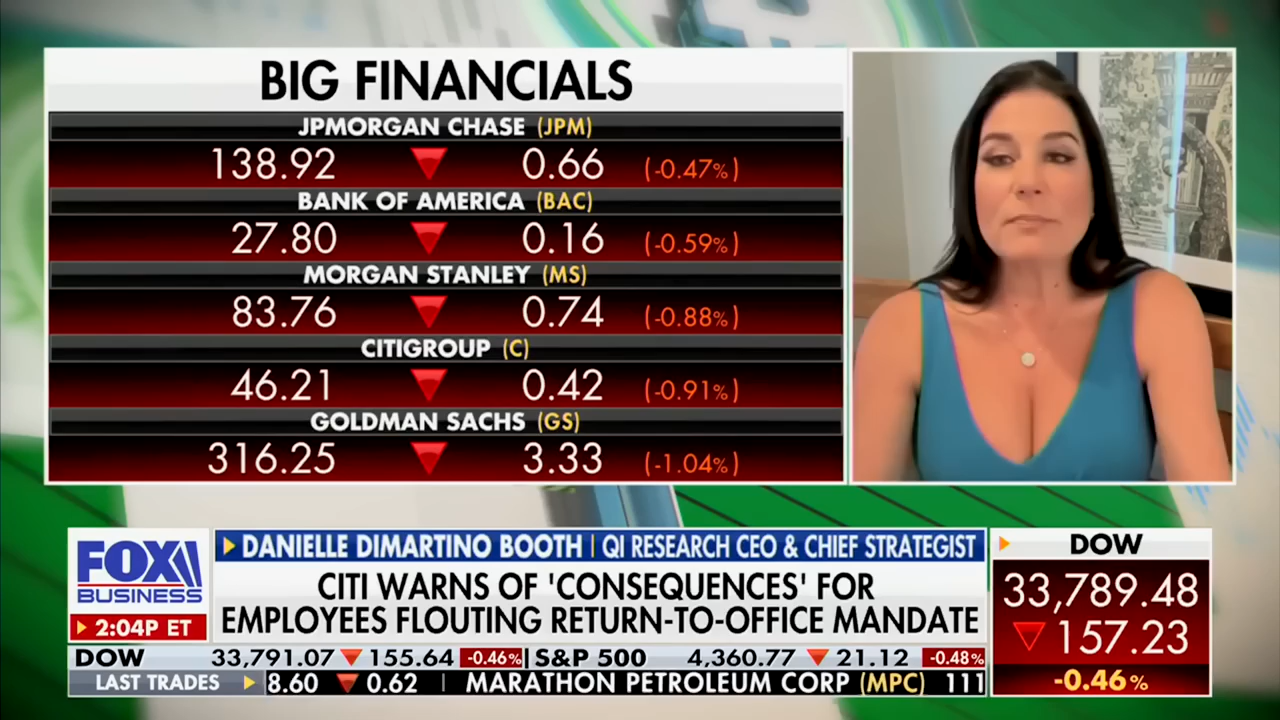 BIG FINANCIALS
JPMORGAN CHASE (JPM)
138.92 ▼ 0.66 (-0.47%)
BANK OF AMERICA (BAC)
27.80 ▼ 0.16 (-0.59%)
MORGAN STANLEY (MS)
83.76 ▼ 0.74 (-0.88%)
CITIGROUP (C)
46.21 ▼ 0.42 (-0.91%)
GOLDMAN SACHS (GS)
316.25 ▼ 3.33 (-1.04%)
FOX BUSINESS
2:04P ET
DANIELLE DIMARTINO BOOTH | QI RESEARCH CEO & CHIEF STRATEGIST
CITI WARNS OF 'CONSEQUENCES' FOR
EMPLOYEES FLOUTING RETURN-TO-OFFICE MANDATE
DOW
33,789.48
▼ 157.23
-0.46%
DOW 33,791.07 ▼ 155.64 -0.46% | S&P 500 4,360.77 ▼ 21.12 -0.48%
LAST TRADES 8.60 ▼ 0.62 | MARATHON PETROLEUM CORP (MPC) 111